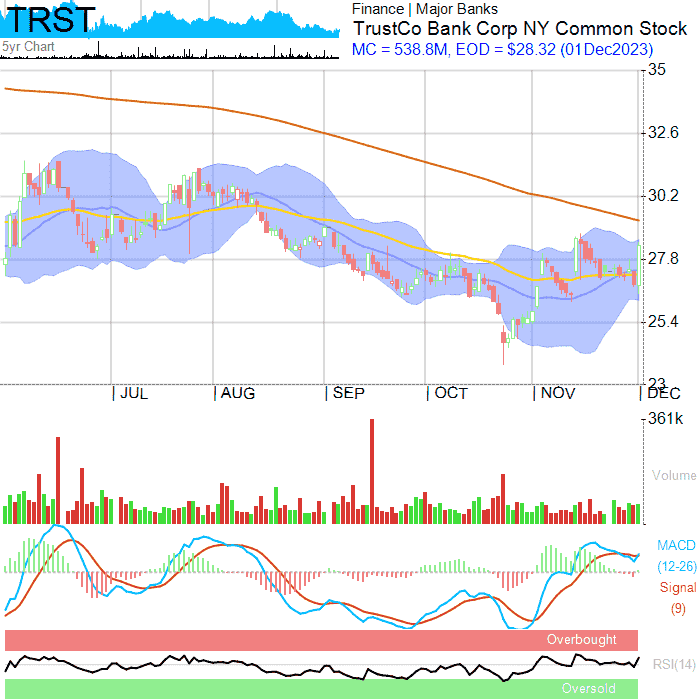 TRST
5yr Chart
Finance | Major Banks
TrustCo Bank Corp NY Common Stock
MC = 538.8M, EOD = $28.32 (01Dec2023)
35
32.6
30.2
27.8
25.4
23
JUL AUG SEP OCT NOV DEC
361k
Volume
MACD
(12-26)
Signal
(9)
Overbought
RSI(14)
Oversold